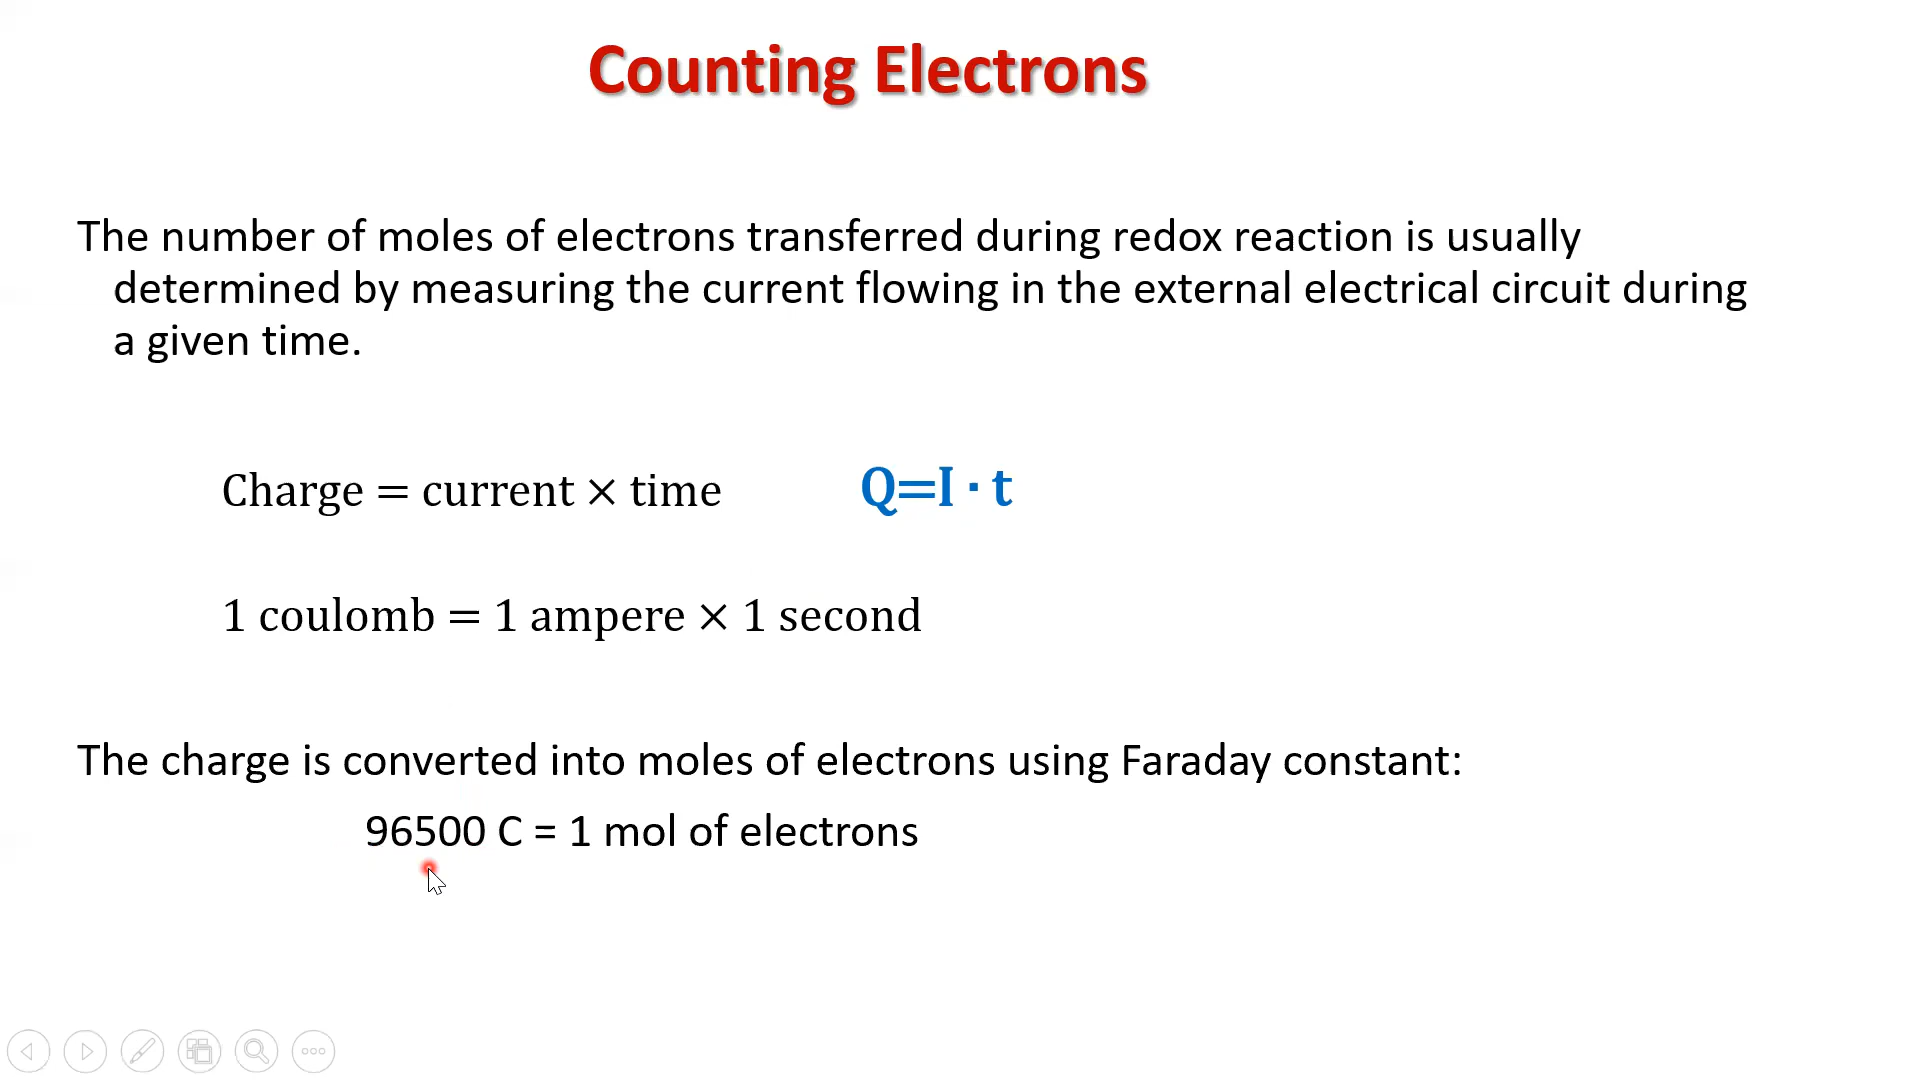 Counting Electrons
The number of moles of electrons transferred during redox reaction is usually
determined by measuring the current flowing in the external electrical circuit during
a given time.
Charge = current × time
Q=I · t
1 coulomb = 1 ampere × 1 second
The charge is converted into moles of electrons using Faraday constant:
96500 C = 1 mol of electrons